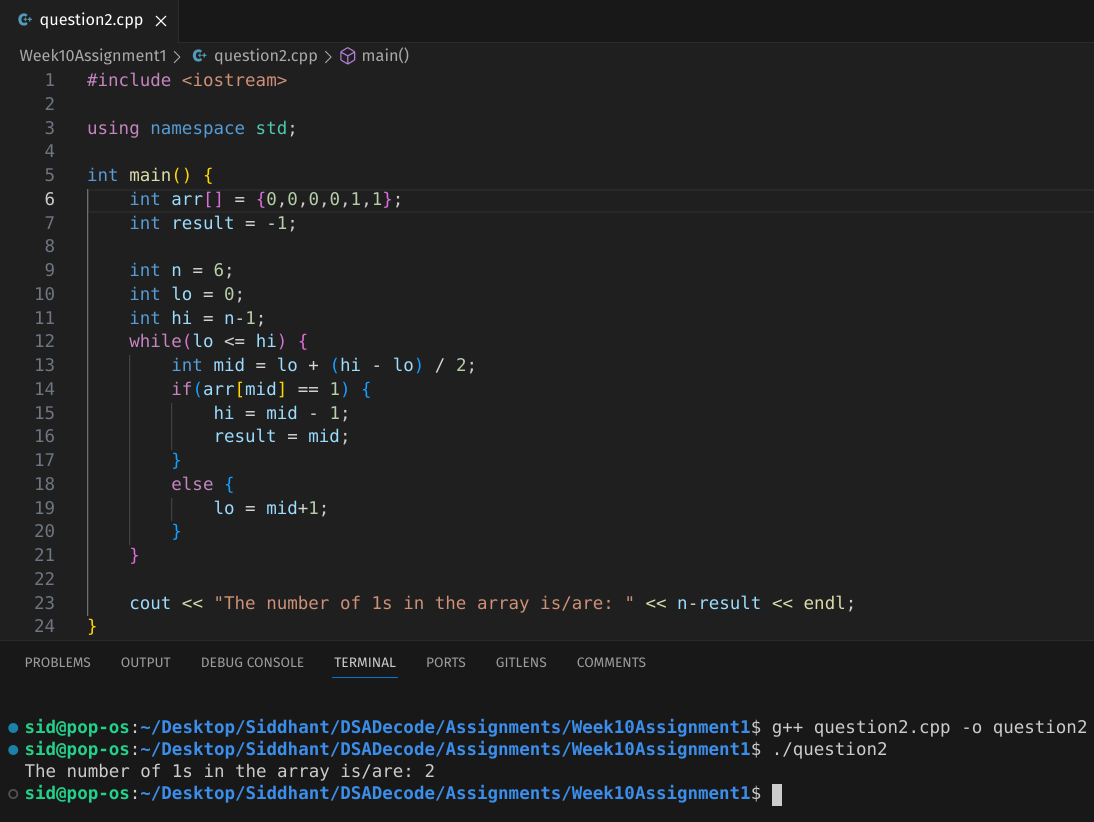 question2.cpp
Week10Assignment1 > question2.cpp > main()
1 #include <iostream>
2
3 using namespace std;
4
5 int main() {
6     int arr[] = {0,0,0,0,1,1};
7     int result = -1;
8
9     int n = 6;
10     int lo = 0;
11     int hi = n-1;
12     while(lo <= hi) {
13         int mid = lo + (hi - lo) / 2;
14         if(arr[mid] == 1) {
15             hi = mid - 1;
16             result = mid;
17         }
18         else {
19             lo = mid+1;
20         }
21     }
22
23     cout << "The number of 1s in the array is/are: " << n-result << endl;
24 }
PROBLEMS OUTPUT DEBUG CONSOLE TERMINAL PORTS GITLENS COMMENTS
sid@pop-os:~/Desktop/Siddhant/DSADecode/Assignments/Week10Assignment1$ g++ question2.cpp -o question2
sid@pop-os:~/Desktop/Siddhant/DSADecode/Assignments/Week10Assignment1$ ./question2
The number of 1s in the array is/are: 2
sid@pop-os:~/Desktop/Siddhant/DSADecode/Assignments/Week10Assignment1$